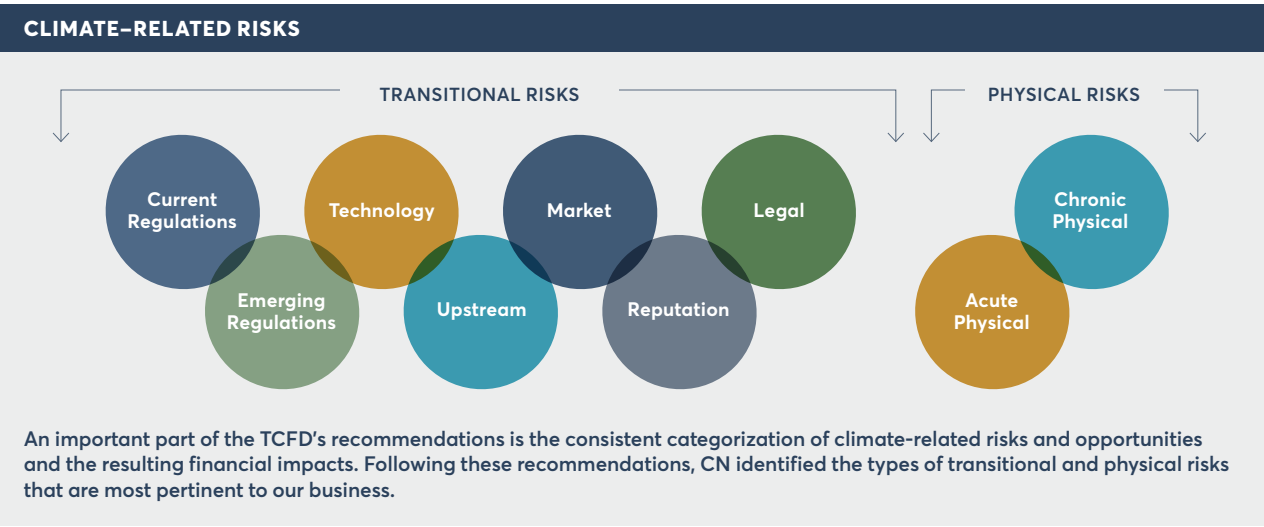 CLIMATE–RELATED RISKS
TRANSITIONAL RISKS
Current
Regulations
Emerging
Regulations
Technology
Upstream
Market
Reputation
Legal
PHYSICAL RISKS
Acute
Physical
Chronic
Physical
An important part of the TCFD’s recommendations is the consistent categorization of climate-related risks and opportunities
and the resulting financial impacts. Following these recommendations, CN identified the types of transitional and physical risks
that are most pertinent to our business.